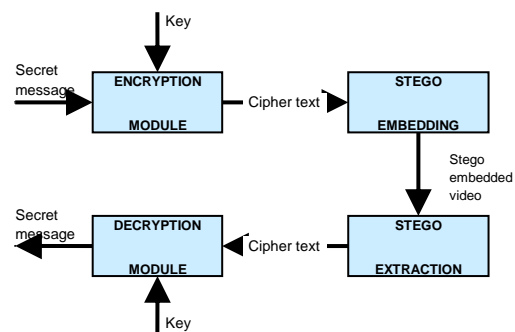 Key
Secret
message
ENCRYPTION
MODULE
Cipher text
STEGO
EMBEDDING
Stego
embedded
video
Secret
message
DECRYPTION
MODULE
Cipher text
STEGO
EXTRACTION
Key